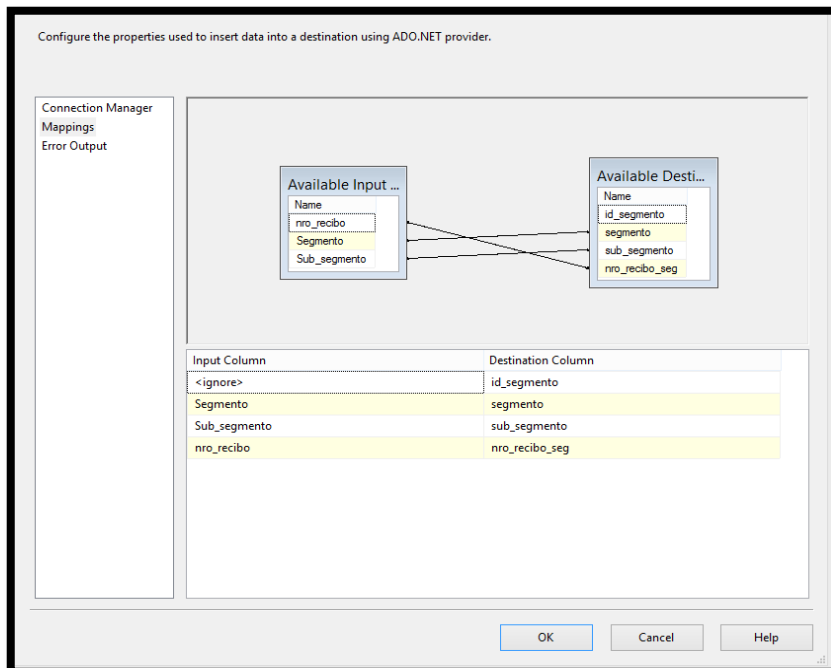 Configure the properties used to insert data into a destination using ADO.NET provider.
Connection Manager
Mappings
Error Output
Available Input ...
Name
nro_recibo
Segmento
Sub_segmento
Available Desti...
Name
id_segmento
segmento
sub_segmento
nro_recibo_seg
Input Column Destination Column
<ignore> id_segmento
Segmento segmento
Sub_segmento sub_segmento
nro_recibo nro_recibo_seg
OK Cancel Help